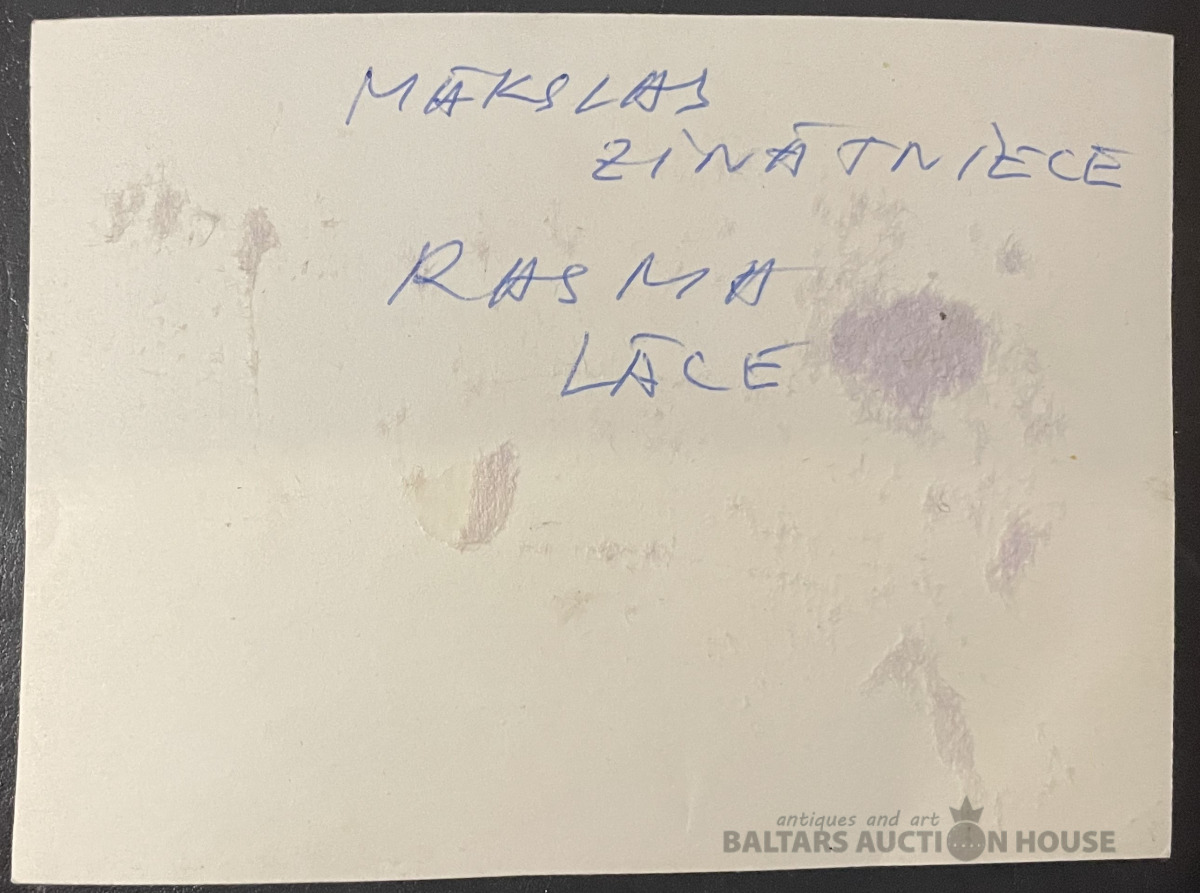 MĀKSLAS
ZINĀTNIECE
RASMA
LĀCE
antiques and art
BALTARS AUCTION HOUSE